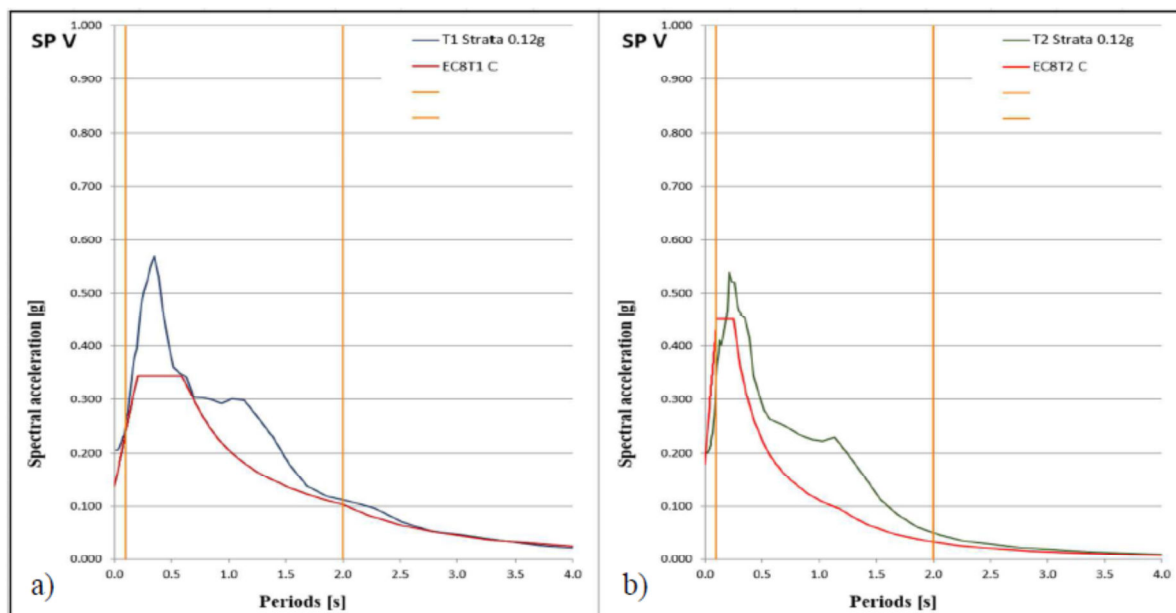 SP V
T1 Strata 0.12g
EC8T1 C
1.000
0.900
0.800
0.700
0.600
0.500
0.400
0.300
0.200
0.100
0.000
Spectral acceleration [g]
0.0 0.5 1.0 1.5 2.0 2.5 3.0 3.5 4.0
Periods [s]
a)
SP V
T2 Strata 0.12g
EC8T2 C
1.000
0.900
0.800
0.700
0.600
0.500
0.400
0.300
0.200
0.100
0.000
Spectral acceleration [g]
0.0 0.5 1.0 1.5 2.0 2.5 3.0 3.5 4.0
Periods [s]
b)